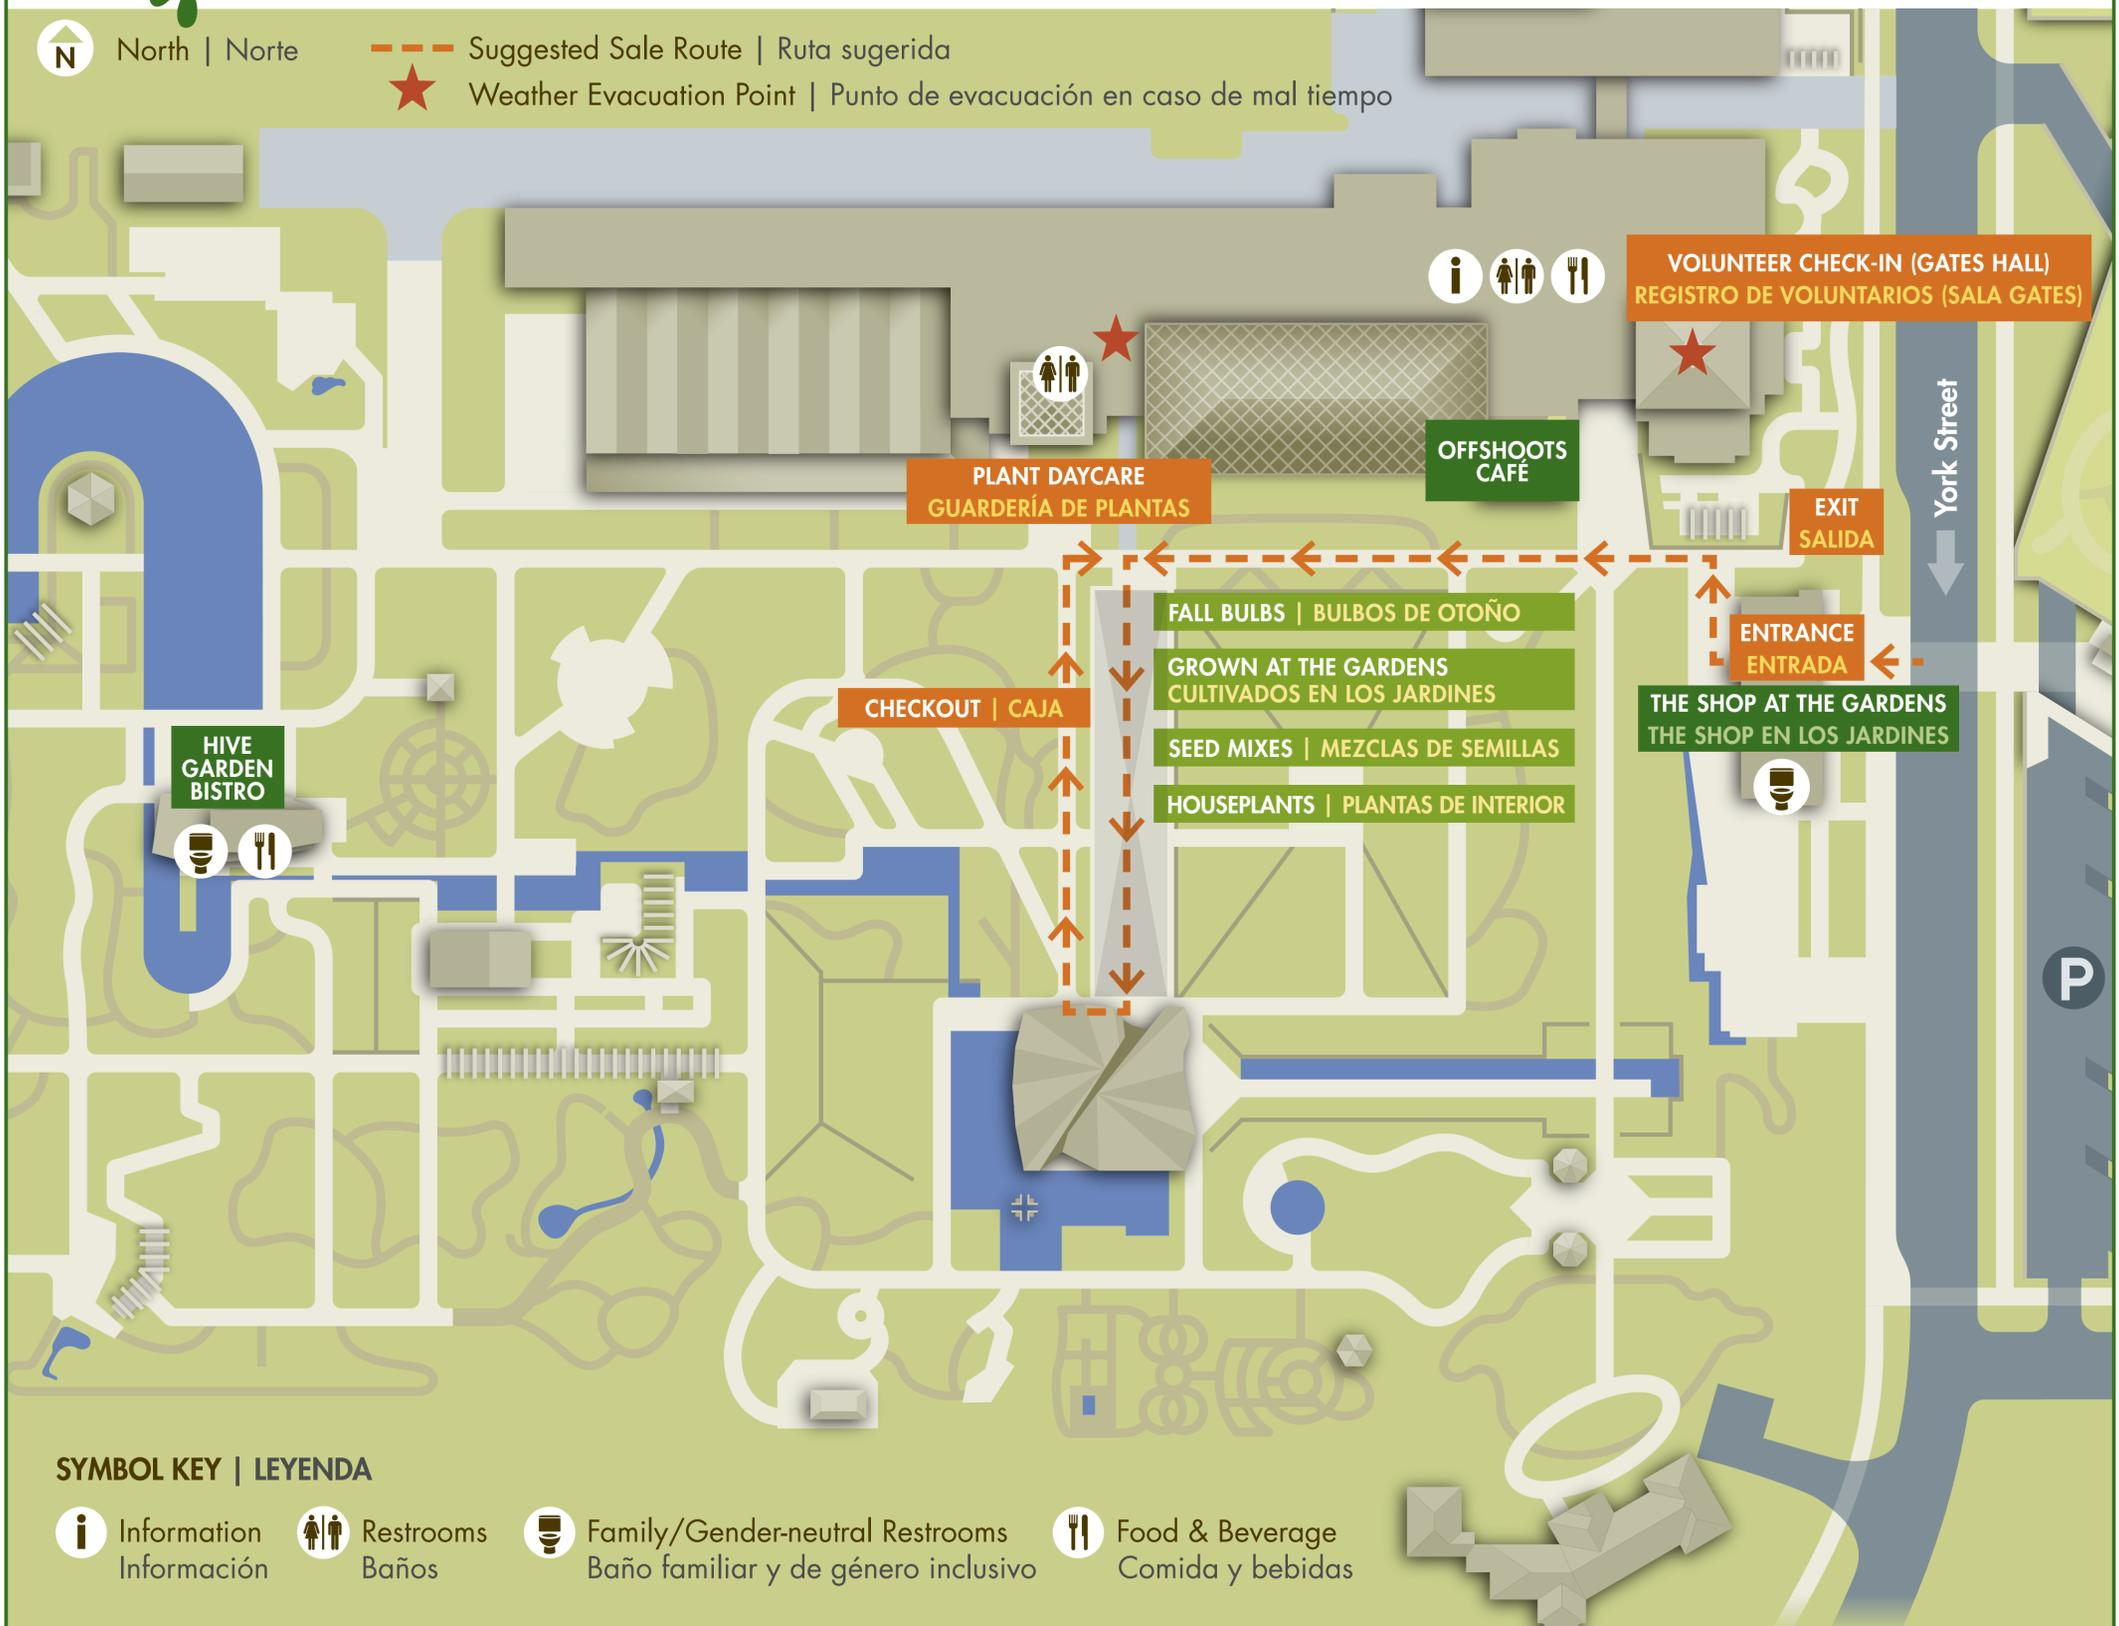 N
North | Norte
Suggested Sale Route | Ruta sugerida
Weather Evacuation Point | Punto de evacuación en caso de mal tiempo
VOLUNTEER CHECK-IN (GATES HALL)
REGISTRO DE VOLUNTARIOS (SALA GATES)
York Street
OFFSHOOTS
CAFÉ
PLANT DAYCARE
GUARDERÍA DE PLANTAS
EXIT
SALIDA
FALL BULBS | BULBOS DE OTOÑO
ENTRANCE
ENTRADA
GROWN AT THE GARDENS
CULTIVADOS EN LOS JARDINES
CHECKOUT | CAJA
THE SHOP AT THE GARDENS
THE SHOP EN LOS JARDINES
SEED MIXES | MEZCLAS DE SEMILLAS
HIVE
GARDEN
BISTRO
HOUSEPLANTS | PLANTAS DE INTERIOR
P
SYMBOL KEY | LEYENDA
Information
Información
Restrooms
Baños
Family/Gender-neutral Restrooms
Baño familiar y de género inclusivo
Food & Beverage
Comida y bebidas